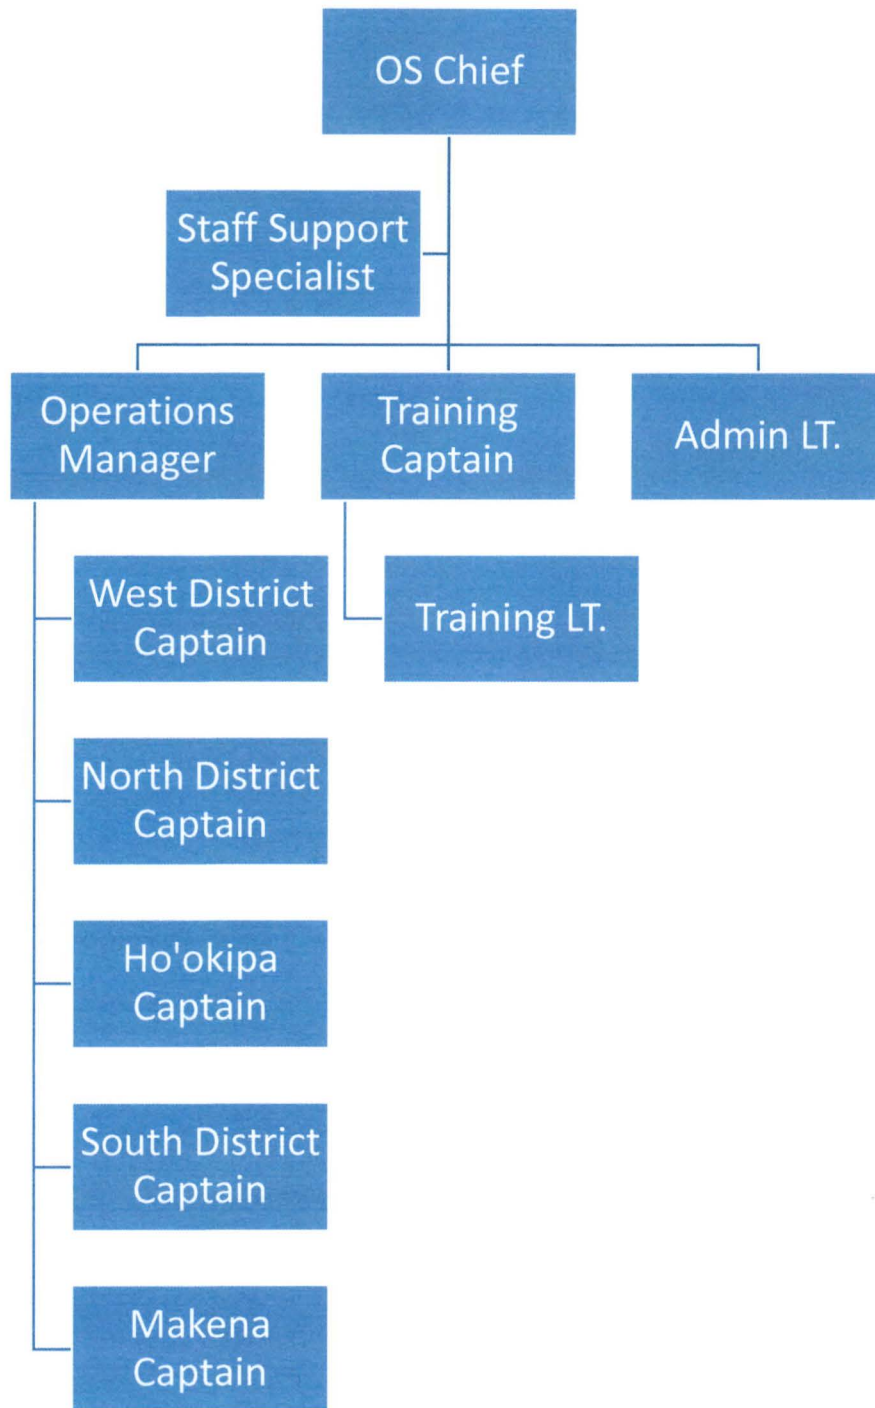 OS Chief
Staff Support
Specialist
Operations
Manager
Training
Captain
Admin LT.
West District
Captain
Training LT.
North District
Captain
Ho'okipa
Captain
South District
Captain
Makena
Captain